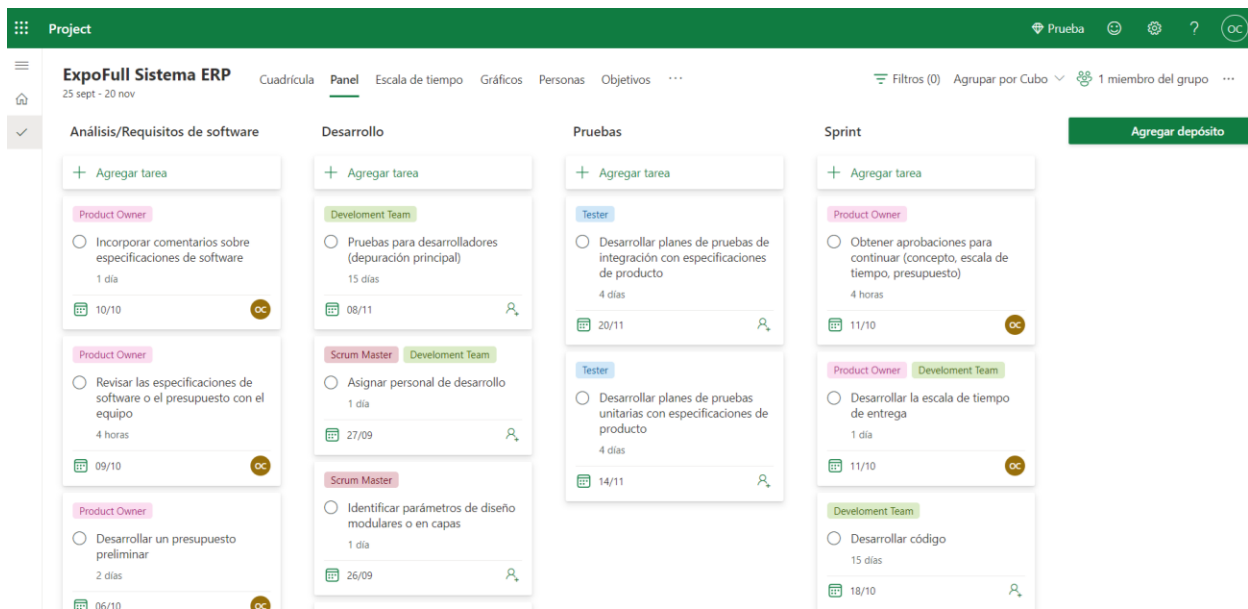 Project
Prueba
?
OC
ExpoFull Sistema ERP
25 sept - 20 nov
Cuadrícula
Panel
Escala de tiempo
Gráficos
Personas
Objetivos
...
Filtros (0)
Agrupar por Cubo
1 miembro del grupo
...
Análisis/Requisitos de software
+ Agregar tarea
Product Owner
Incorporar comentarios sobre
especificaciones de software
1 día
10/10
OC
Product Owner
Revisar las especificaciones de
software o el presupuesto con el
equipo
4 horas
09/10
OC
Product Owner
Desarrollar un presupuesto
preliminar
2 días
06/10
OC
Desarrollo
+ Agregar tarea
Develoment Team
Pruebas para desarrolladores
(depuración principal)
15 días
08/11
Scrum Master Develoment Team
Asignar personal de desarrollo
1 día
27/09
Scrum Master
Identificar parámetros de diseño
modulares o en capas
1 día
26/09
Pruebas
+ Agregar tarea
Tester
Desarrollar planes de pruebas de
integración con especificaciones
de producto
4 días
20/11
Tester
Desarrollar planes de pruebas
unitarias con especificaciones de
producto
4 días
14/11
Sprint
+ Agregar tarea
Product Owner
Obtener aprobaciones para
continuar (concepto, escala de
tiempo, presupuesto)
4 horas
11/10
OC
Product Owner Develoment Team
Desarrollar la escala de tiempo
de entrega
1 día
11/10
OC
Develoment Team
Desarrollar código
15 días
18/10
Agregar depósito